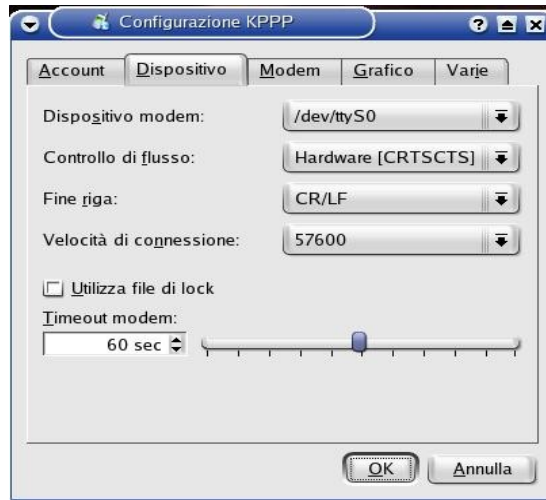 Configurazione KPPP
Account Dispositivo Modem Grafico Varie
Dispositivo modem: /dev/ttyS0
Controllo di flusso: Hardware [CRTSCTS]
Fine riga: CR/LF
Velocità di connessione: 57600
Utilizza file di lock
Timeout modem:
60 sec
OK Annulla